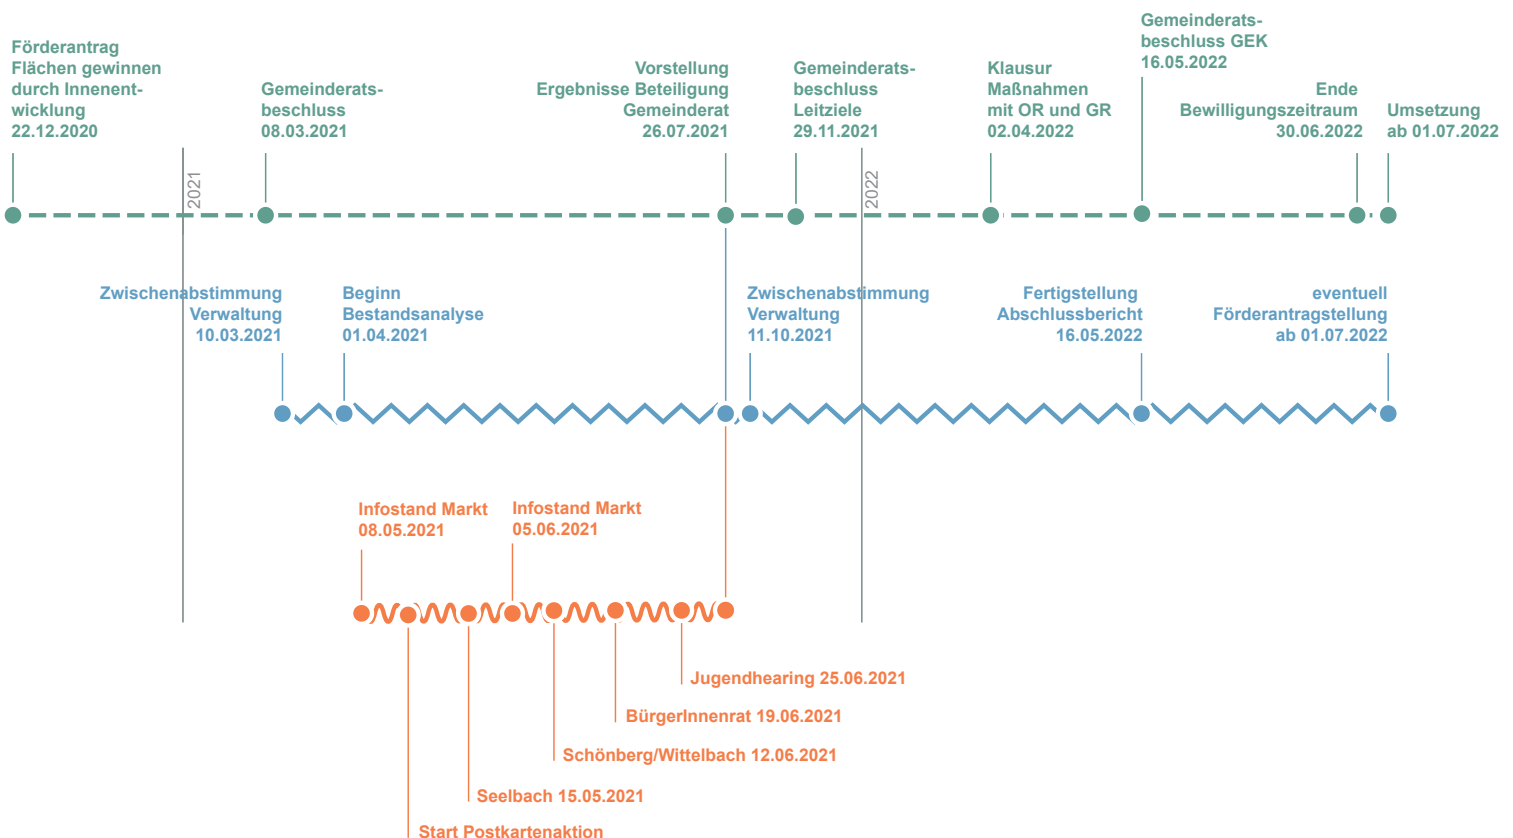 Förderantrag
Flächen gewinnen
durch Innenent-
wicklung
22.12.2020
Gemeinderats-
beschluss
08.03.2021
Vorstellung
Ergebnisse Beteiligung
Gemeinderat
26.07.2021
Gemeinderats-
beschluss
Leitziele
29.11.2021
Klausur
Maßnahmen
mit OR und GR
02.04.2022
Gemeinderats-
beschluss GEK
16.05.2022
Ende
Bewilligungszeitraum
30.06.2022
Umsetzung
ab 01.07.2022
2021
2022
Zwischenabstimmung
Verwaltung
10.03.2021
Beginn
Bestandsanalyse
01.04.2021
Zwischenabstimmung
Verwaltung
11.10.2021
Fertigstellung
Abschlussbericht
16.05.2022
eventuell
Förderantragstellung
ab 01.07.2022
Infostand Markt
08.05.2021
Infostand Markt
05.06.2021
Jugendhearing 25.06.2021
BürgerInnenrat 19.06.2021
Schönberg/Wittelbach 12.06.2021
Seelbach 15.05.2021
Start Postkartenaktion